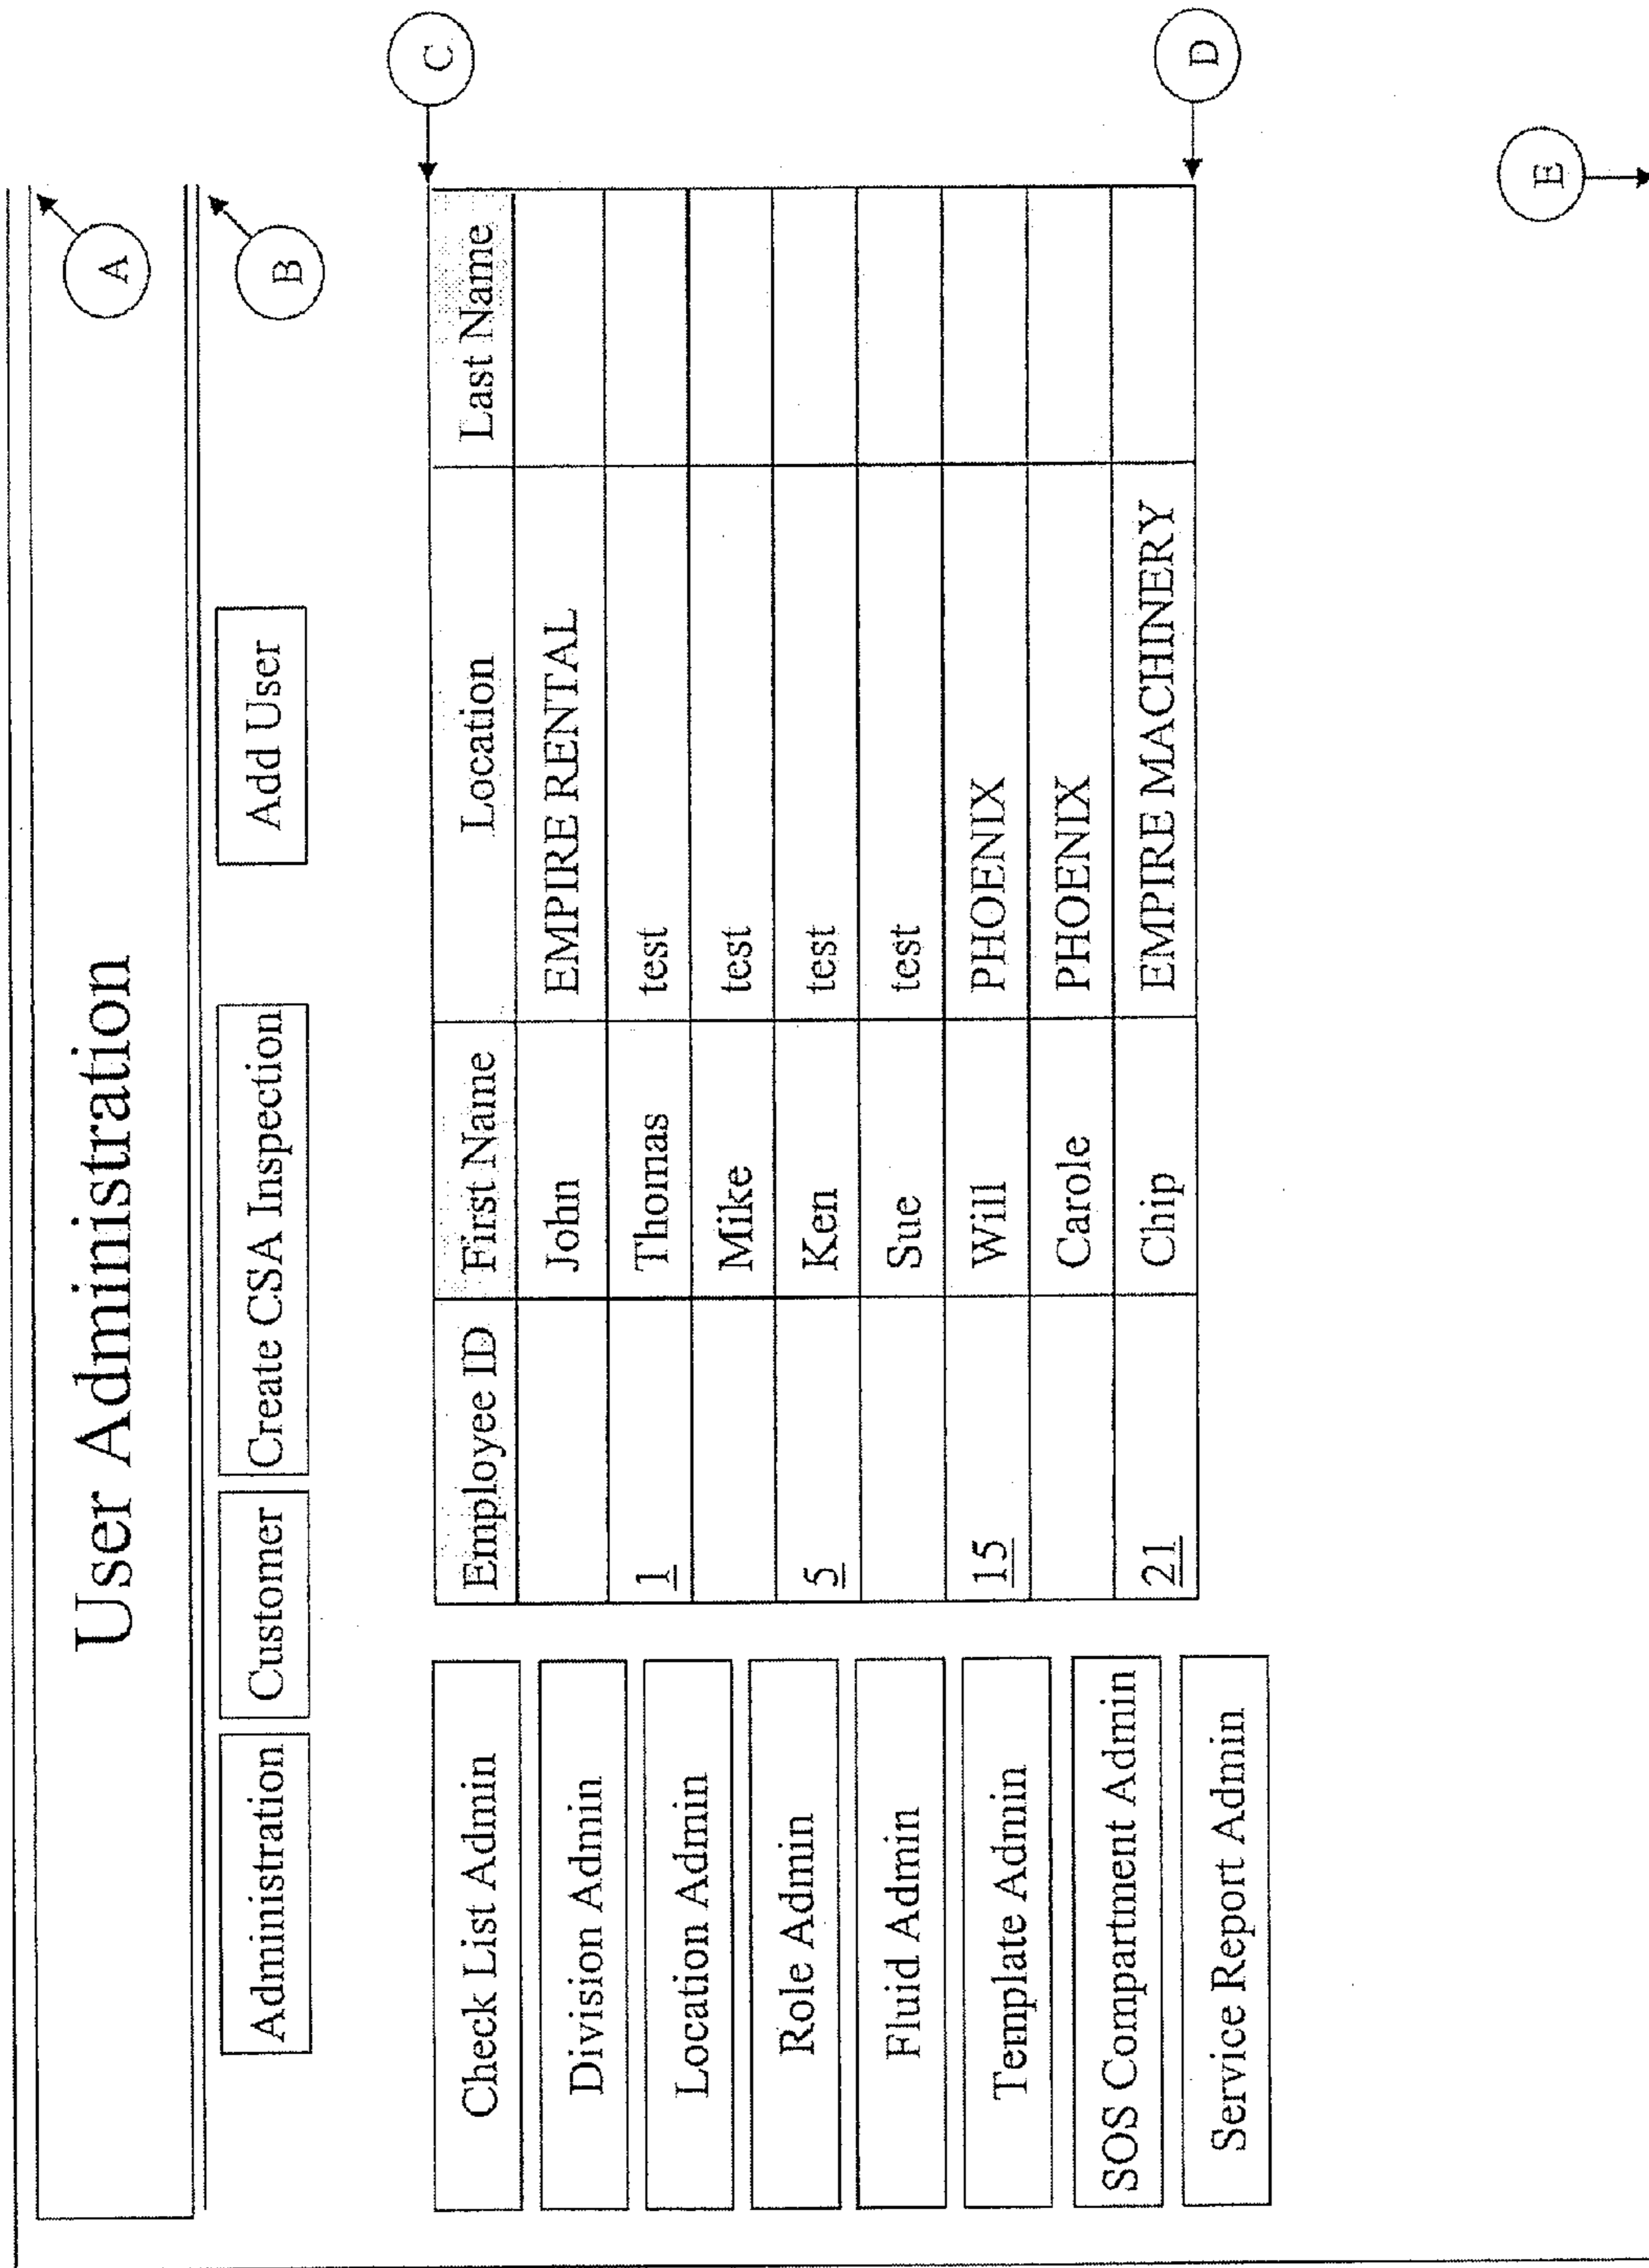 User Administration
A
Administration Customer Create CSA Inspection Add User
B
C
Employee ID First Name Location Last Name
John EMPIRE RENTAL
1 Thomas test
Mike test
5 Ken test
Sue test
15 Will PHOENIX
Carole PHOENIX
21 Chip EMPIRE MACHINERY
D
Check List Admin
Division Admin
Location Admin
Role Admin
Fluid Admin
Template Admin
SOS Compartment Admin
Service Report Admin
E